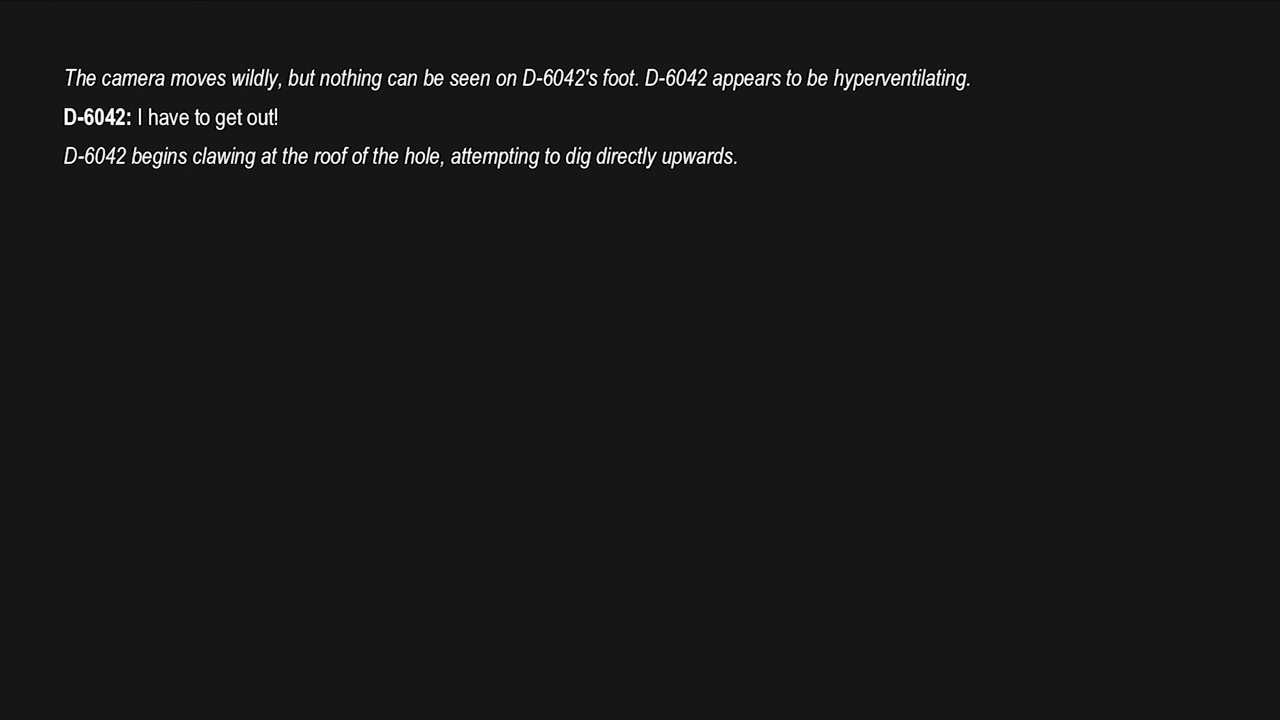 The camera moves wildly, but nothing can be seen on D-6042's foot. D-6042 appears to be hyperventilating.
D-6042: I have to get out!
D-6042 begins clawing at the roof of the hole, attempting to dig directly upwards.